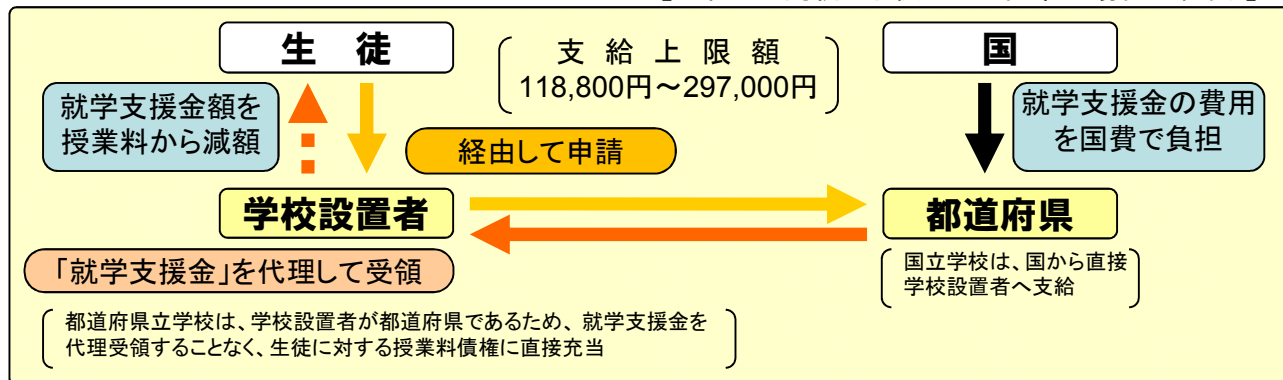 生 徒
支 給 上 限 額
118,800円～297,000円
国
就学支援金額を
授業料から減額
経由して申請
就学支援金の費用
を国費で負担
学校設置者
都道府県
「就学支援金」を代理して受領
国立学校は、国から直接
学校設置者へ支給
都道府県立学校は、学校設置者が都道府県であるため、就学支援金を
代理受領することなく、生徒に対する授業料債権に直接充当